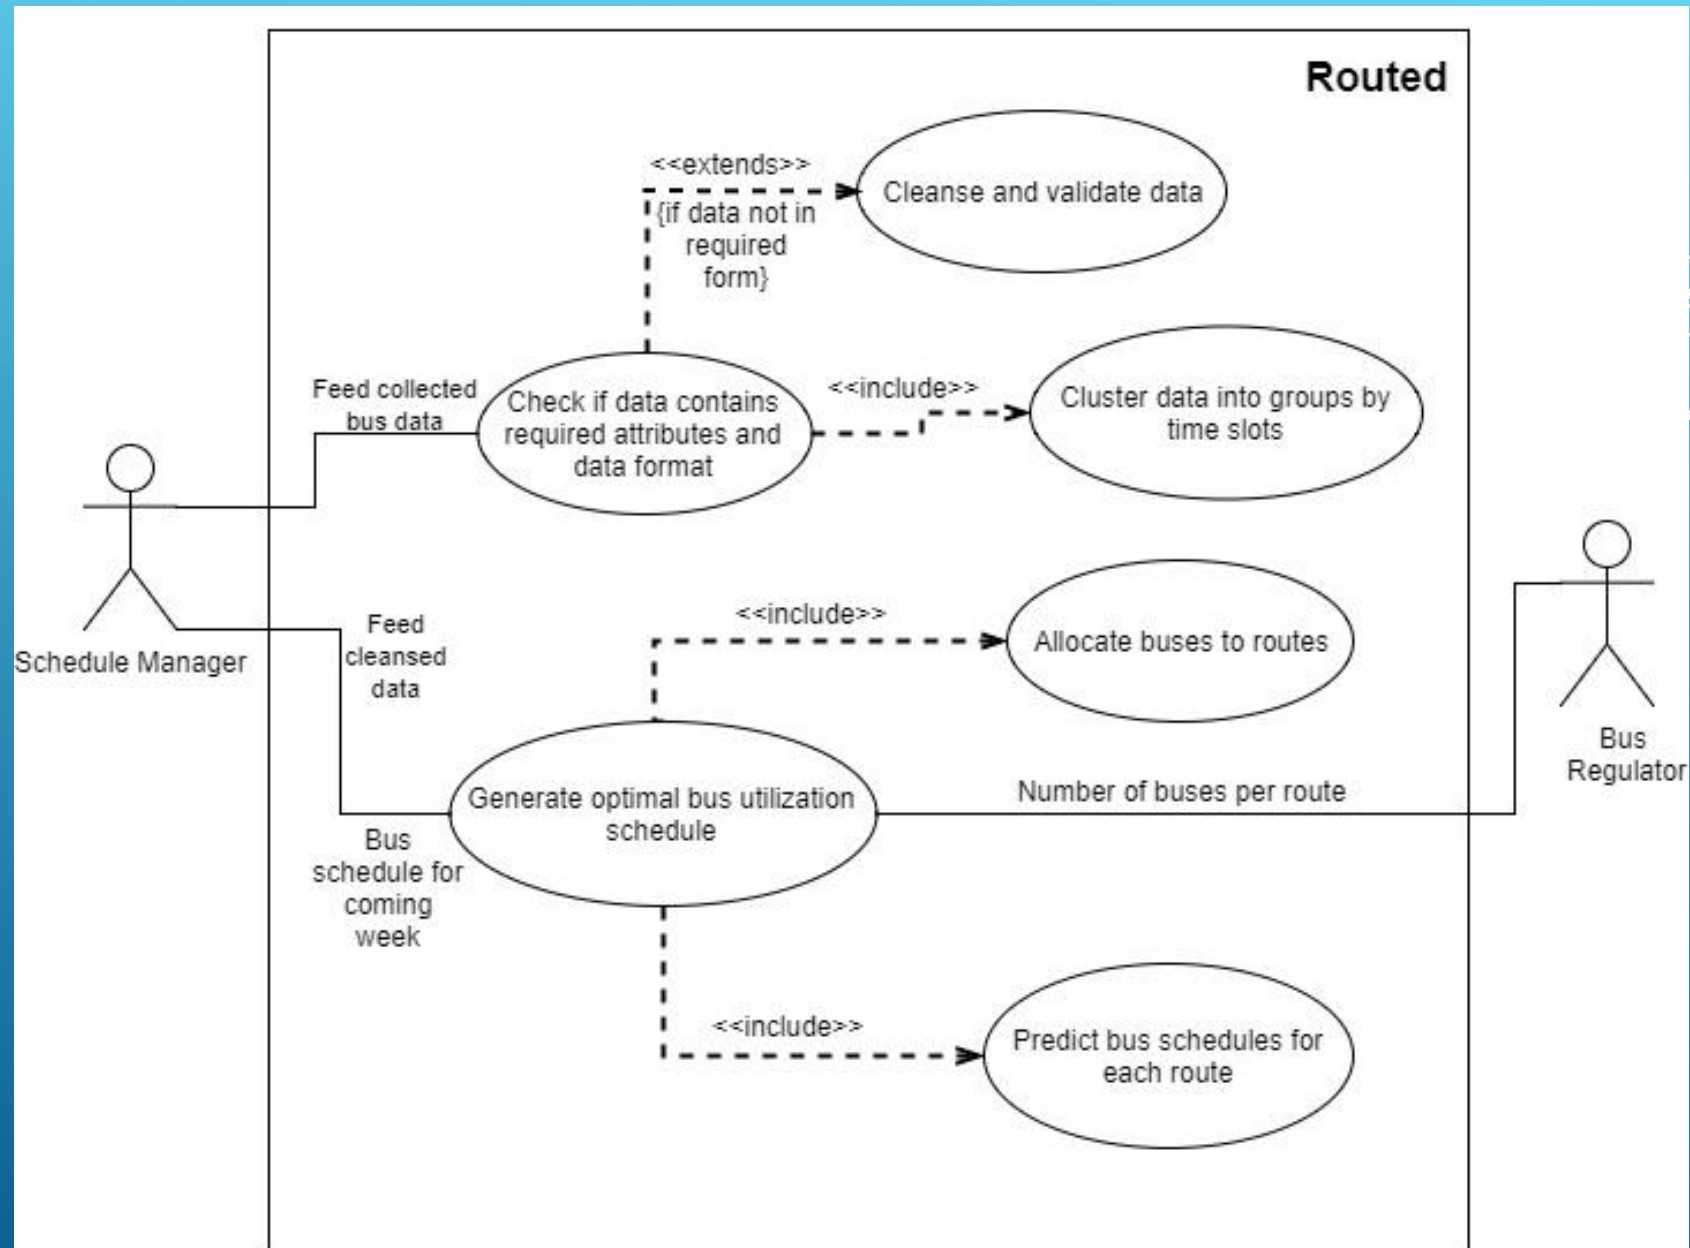 Routed
<<extends>>
{if data not in
required
form}
Cleanse and validate data
Feed collected
bus data
Check if data contains
required attributes and
data format
<<include>>
Cluster data into groups by
time slots
Schedule Manager
Feed
cleansed
data
<<include>>
Allocate buses to routes
Bus
Regulator
Generate optimal bus utilization
schedule
Number of buses per route
Bus
schedule for
coming
week
<<include>>
Predict bus schedules for
each route